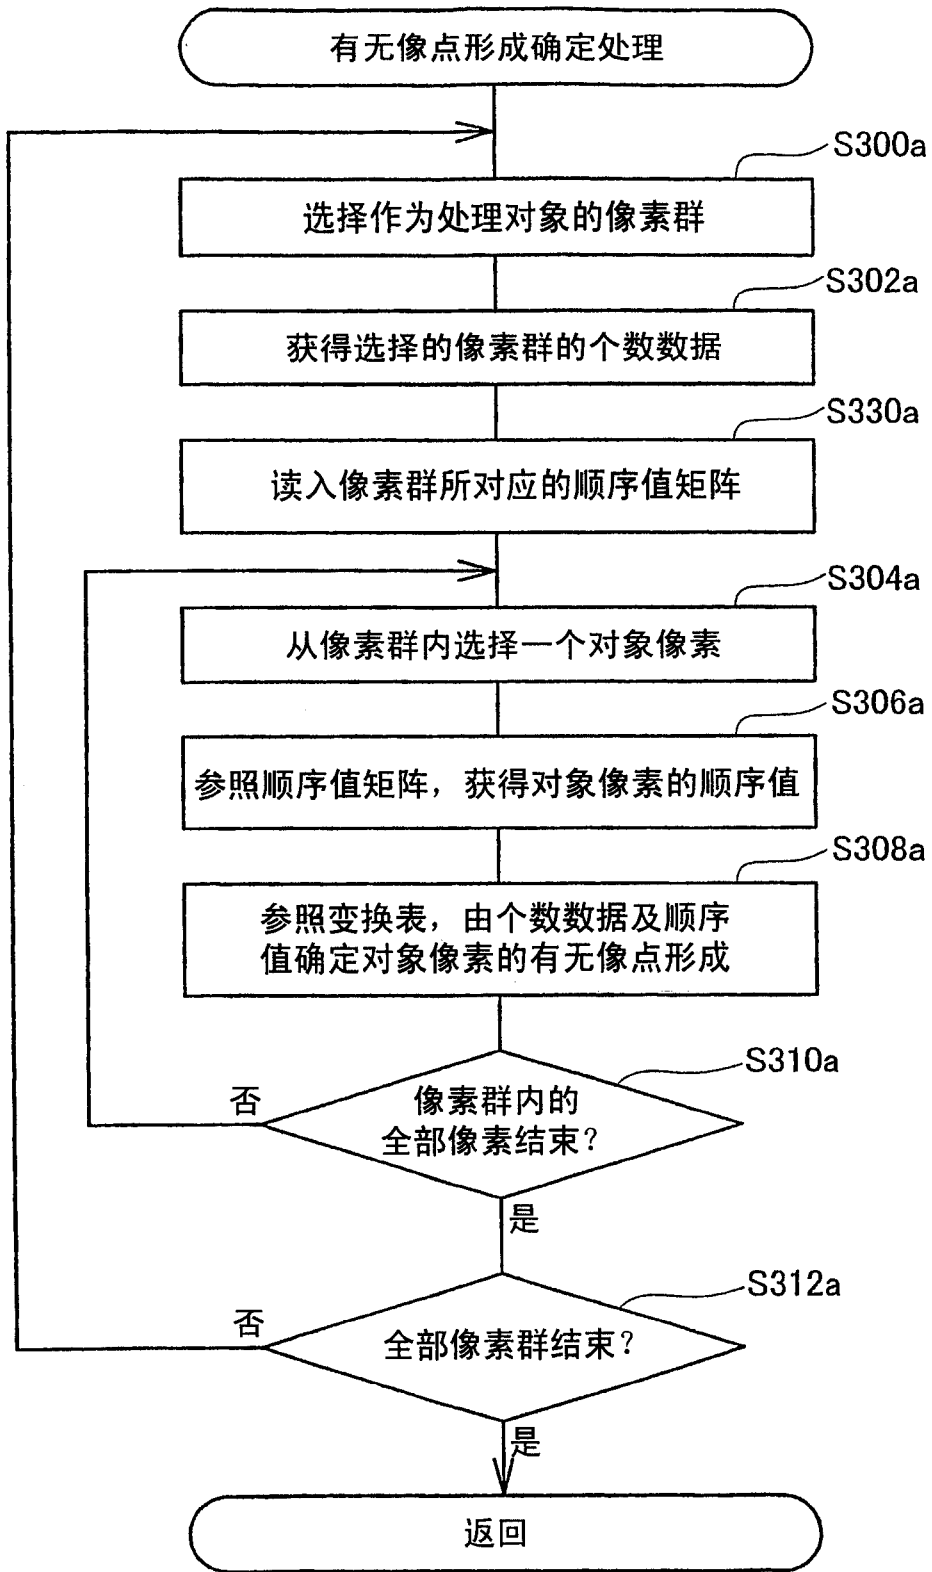 有无像点形成确定处理
S300a
选择作为处理对象的像素群
S302a
获得选择的像素群的个数数据
S330a
读入像素群所对应的顺序值矩阵
S304a
从像素群内选择一个对象像素
S306a
参照顺序值矩阵，获得对象像素的顺序值
S308a
参照变换表，由个数数据及顺序
值确定对象像素的有无像点形成
S310a
否
像素群内的
全部像素结束？
是
S312a
否
全部像素群结束？
是
返回